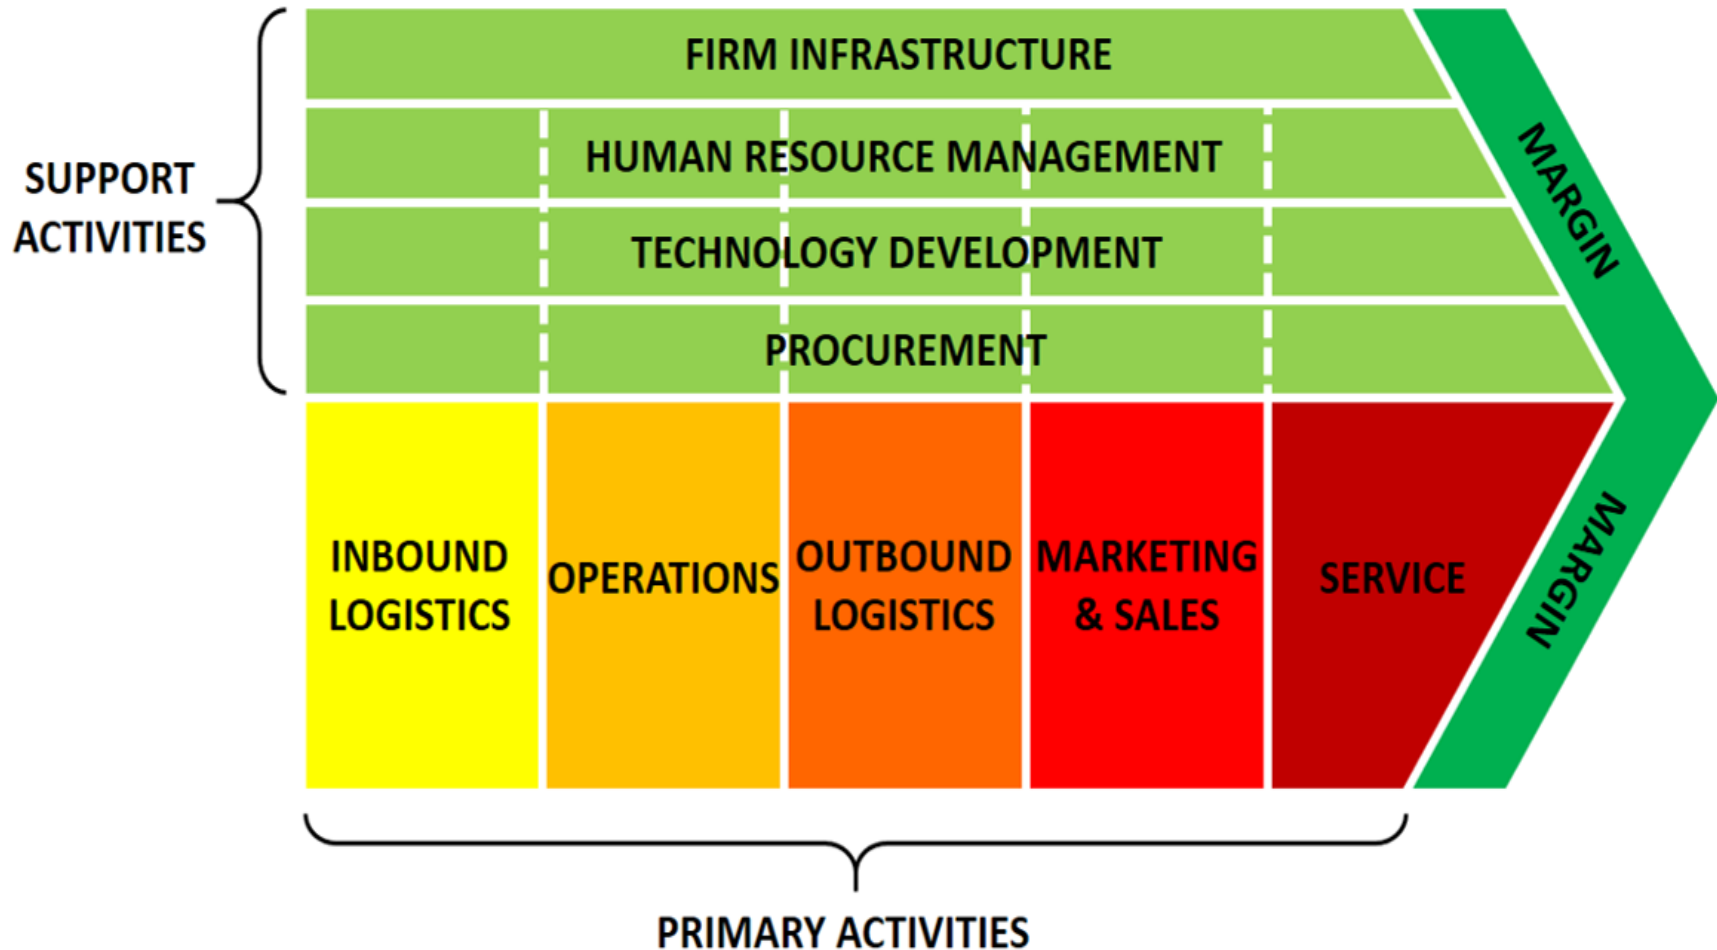 FIRM INFRASTRUCTURE
HUMAN RESOURCE MANAGEMENT
TECHNOLOGY DEVELOPMENT
PROCUREMENT
SUPPORT
ACTIVITIES
MARGIN
INBOUND
LOGISTICS
OPERATIONS
OUTBOUND
LOGISTICS
MARKETING
& SALES
SERVICE
MARGIN
PRIMARY ACTIVITIES